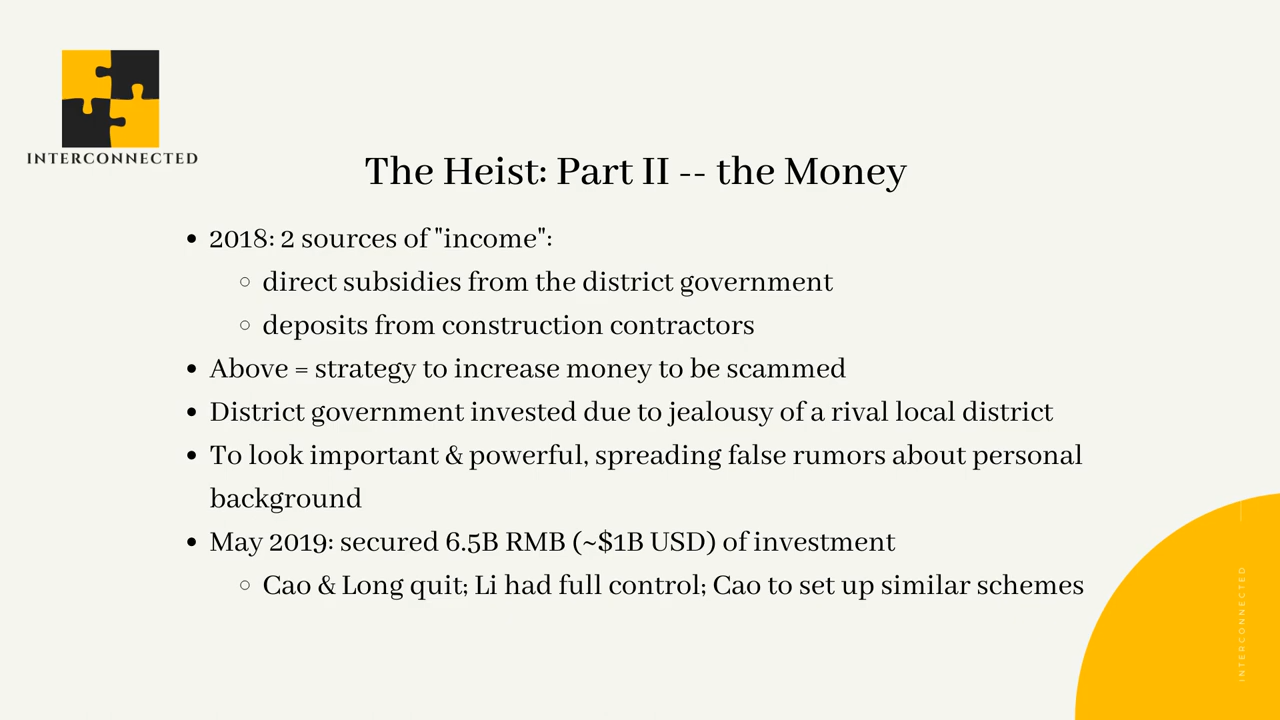 INTERCONNECTED
The Heist: Part II -- the Money
• 2018: 2 sources of "income":
◦ direct subsidies from the district government
◦ deposits from construction contractors
• Above = strategy to increase money to be scammed
• District government invested due to jealousy of a rival local district
• To look important & powerful, spreading false rumors about personal
background
• May 2019: secured 6.5B RMB (~$1B USD) of investment
◦ Cao & Long quit; Li had full control; Cao to set up similar schemes
INTERCONNECTED